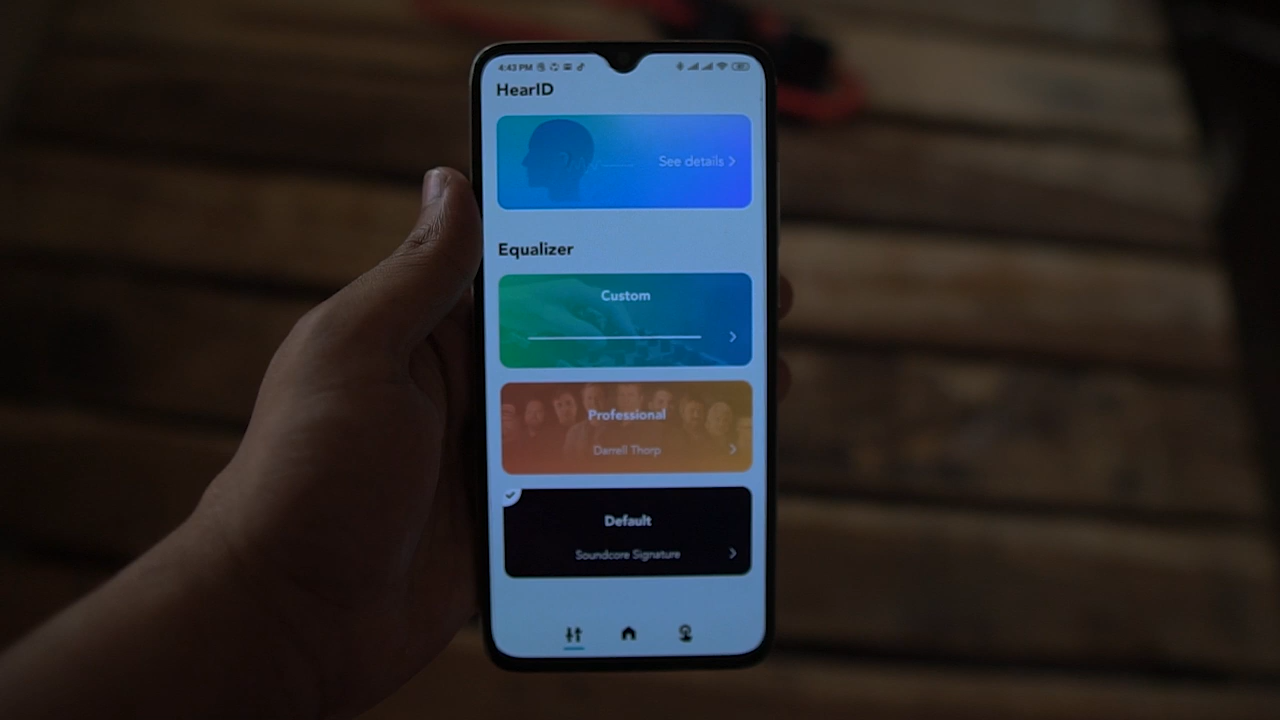 4:43 PM
HearID
See details
Equalizer
Custom
Professional
Darrell Thorp
Default
Soundcore Signature